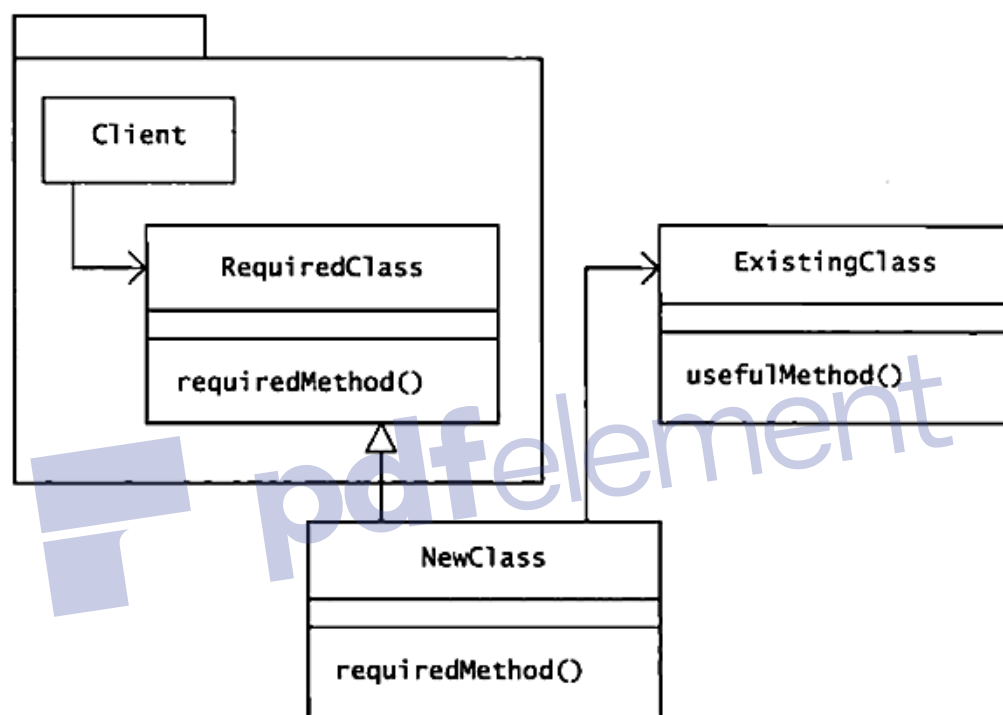 Client
RequiredClass
requiredMethod()
ExistingClass
usefulMethod()
pdfelement
NewClass
requiredMethod()